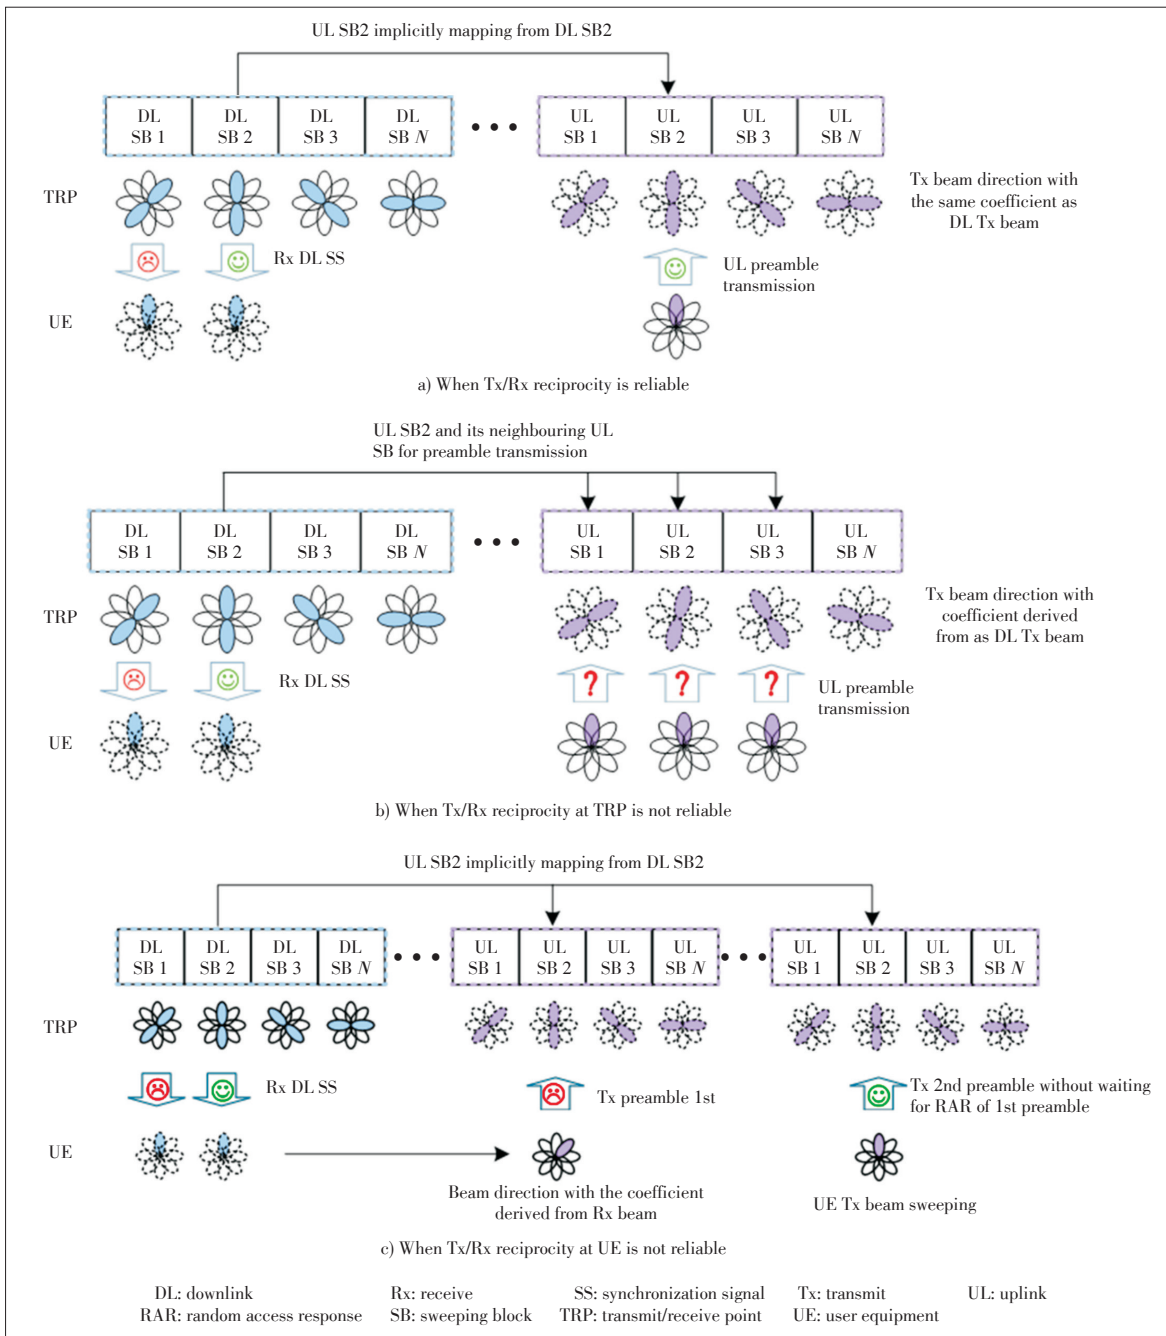 UL SB2 implicitly mapping from DL SB2
DL SB 1
DL SB 2
DL SB 3
DL SB N
UL SB 1
UL SB 2
UL SB 3
UL SB N
TRP
Tx beam direction with
the same coefficient as
DL Tx beam
Rx DL SS
UL preamble
transmission
UE
a) When Tx/Rx reciprocity is reliable
UL SB2 and its neighbouring UL
SB for preamble transmission
DL SB 1
DL SB 2
DL SB 3
DL SB N
UL SB 1
UL SB 2
UL SB 3
UL SB N
TRP
Tx beam direction with
coefficient derived
from as DL Tx beam
Rx DL SS
? ? ?
UL preamble
transmission
UE
b) When Tx/Rx reciprocity at TRP is not reliable
UL SB2 implicitly mapping from DL SB2
DL SB 1
DL SB 2
DL SB 3
DL SB N
UL SB 1
UL SB 2
UL SB 3
UL SB N
UL SB 1
UL SB 2
UL SB 3
UL SB N
TRP
Rx DL SS
Tx preamble 1st
Tx 2nd preamble without waiting
for RAR of 1st preamble
UE
Beam direction with the coefficient
derived from Rx beam
UE Tx beam sweeping
c) When Tx/Rx reciprocity at UE is not reliable
DL: downlink Rx: receive SS: synchronization signal Tx: transmit UL: uplink
RAR: random access response SB: sweeping block TRP: transmit/receive point UE: user equipment